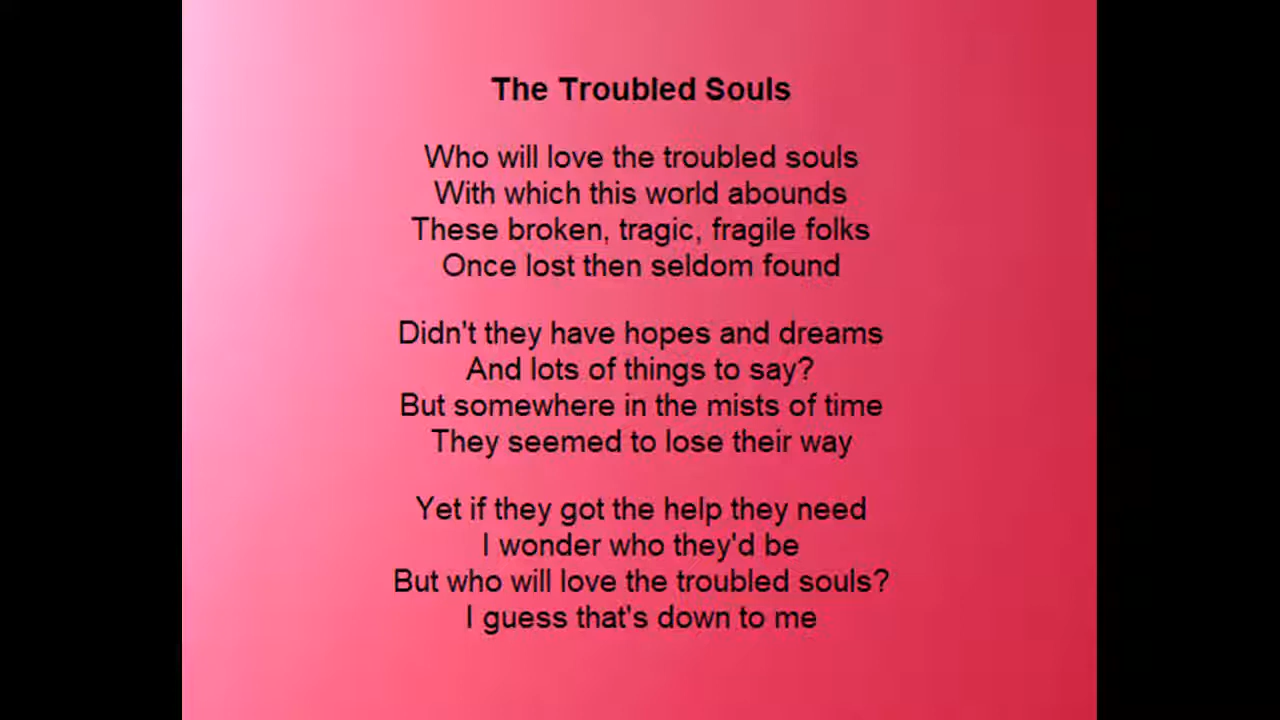 The Troubled Souls
Who will love the troubled souls
With which this world abounds
These broken, tragic, fragile folks
Once lost then seldom found
Didn't they have hopes and dreams
And lots of things to say?
But somewhere in the mists of time
They seemed to lose their way
Yet if they got the help they need
I wonder who they'd be
But who will love the troubled souls?
I guess that's down to me